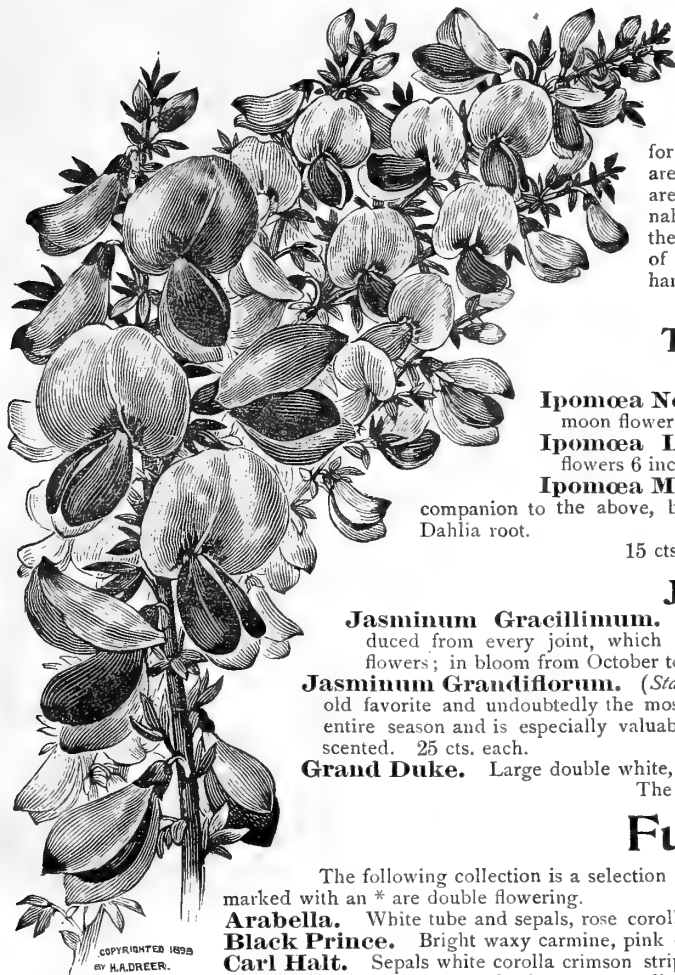 for
are
are
nah
the
of
han
T
Ipomœa No
moon flower
Ipomœa L
flowers 6 inc
Ipomœa M
companion to the above, b
Dahlia root.
15 cts
J
Jasminum Gracillimum.
duced from every joint, which
flowers; in bloom from October to
Jasminum Grandiflorum. (Sta
old favorite and undoubtedly the mos
entire season and is especially valuab
scented. 25 cts. each.
Grand Duke. Large double white,
The
Fu
The following collection is a selection
marked with an * are double flowering.
Arabella. White tube and sepals, rose coroll
Black Prince. Bright waxy carmine, pink
Carl Halt. Sepals white corolla crimson strip
COPYRIGHTED 1899
BY H.A.DREER.